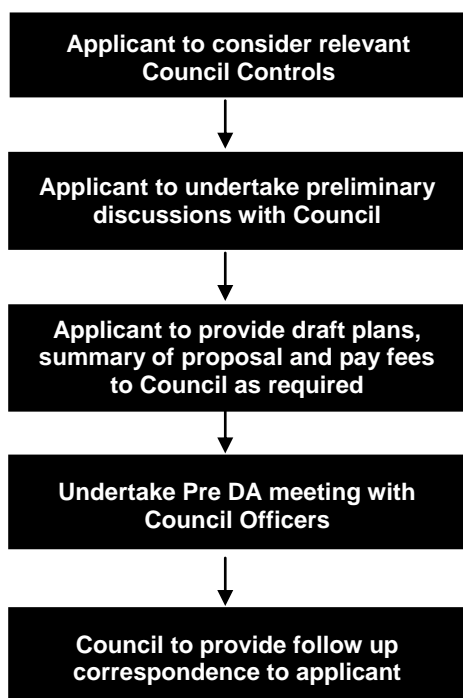 Applicant to consider relevant
Council Controls
Applicant to undertake preliminary
discussions with Council
Applicant to provide draft plans,
summary of proposal and pay fees
to Council as required
Undertake Pre DA meeting with
Council Officers
Council to provide follow up
correspondence to applicant